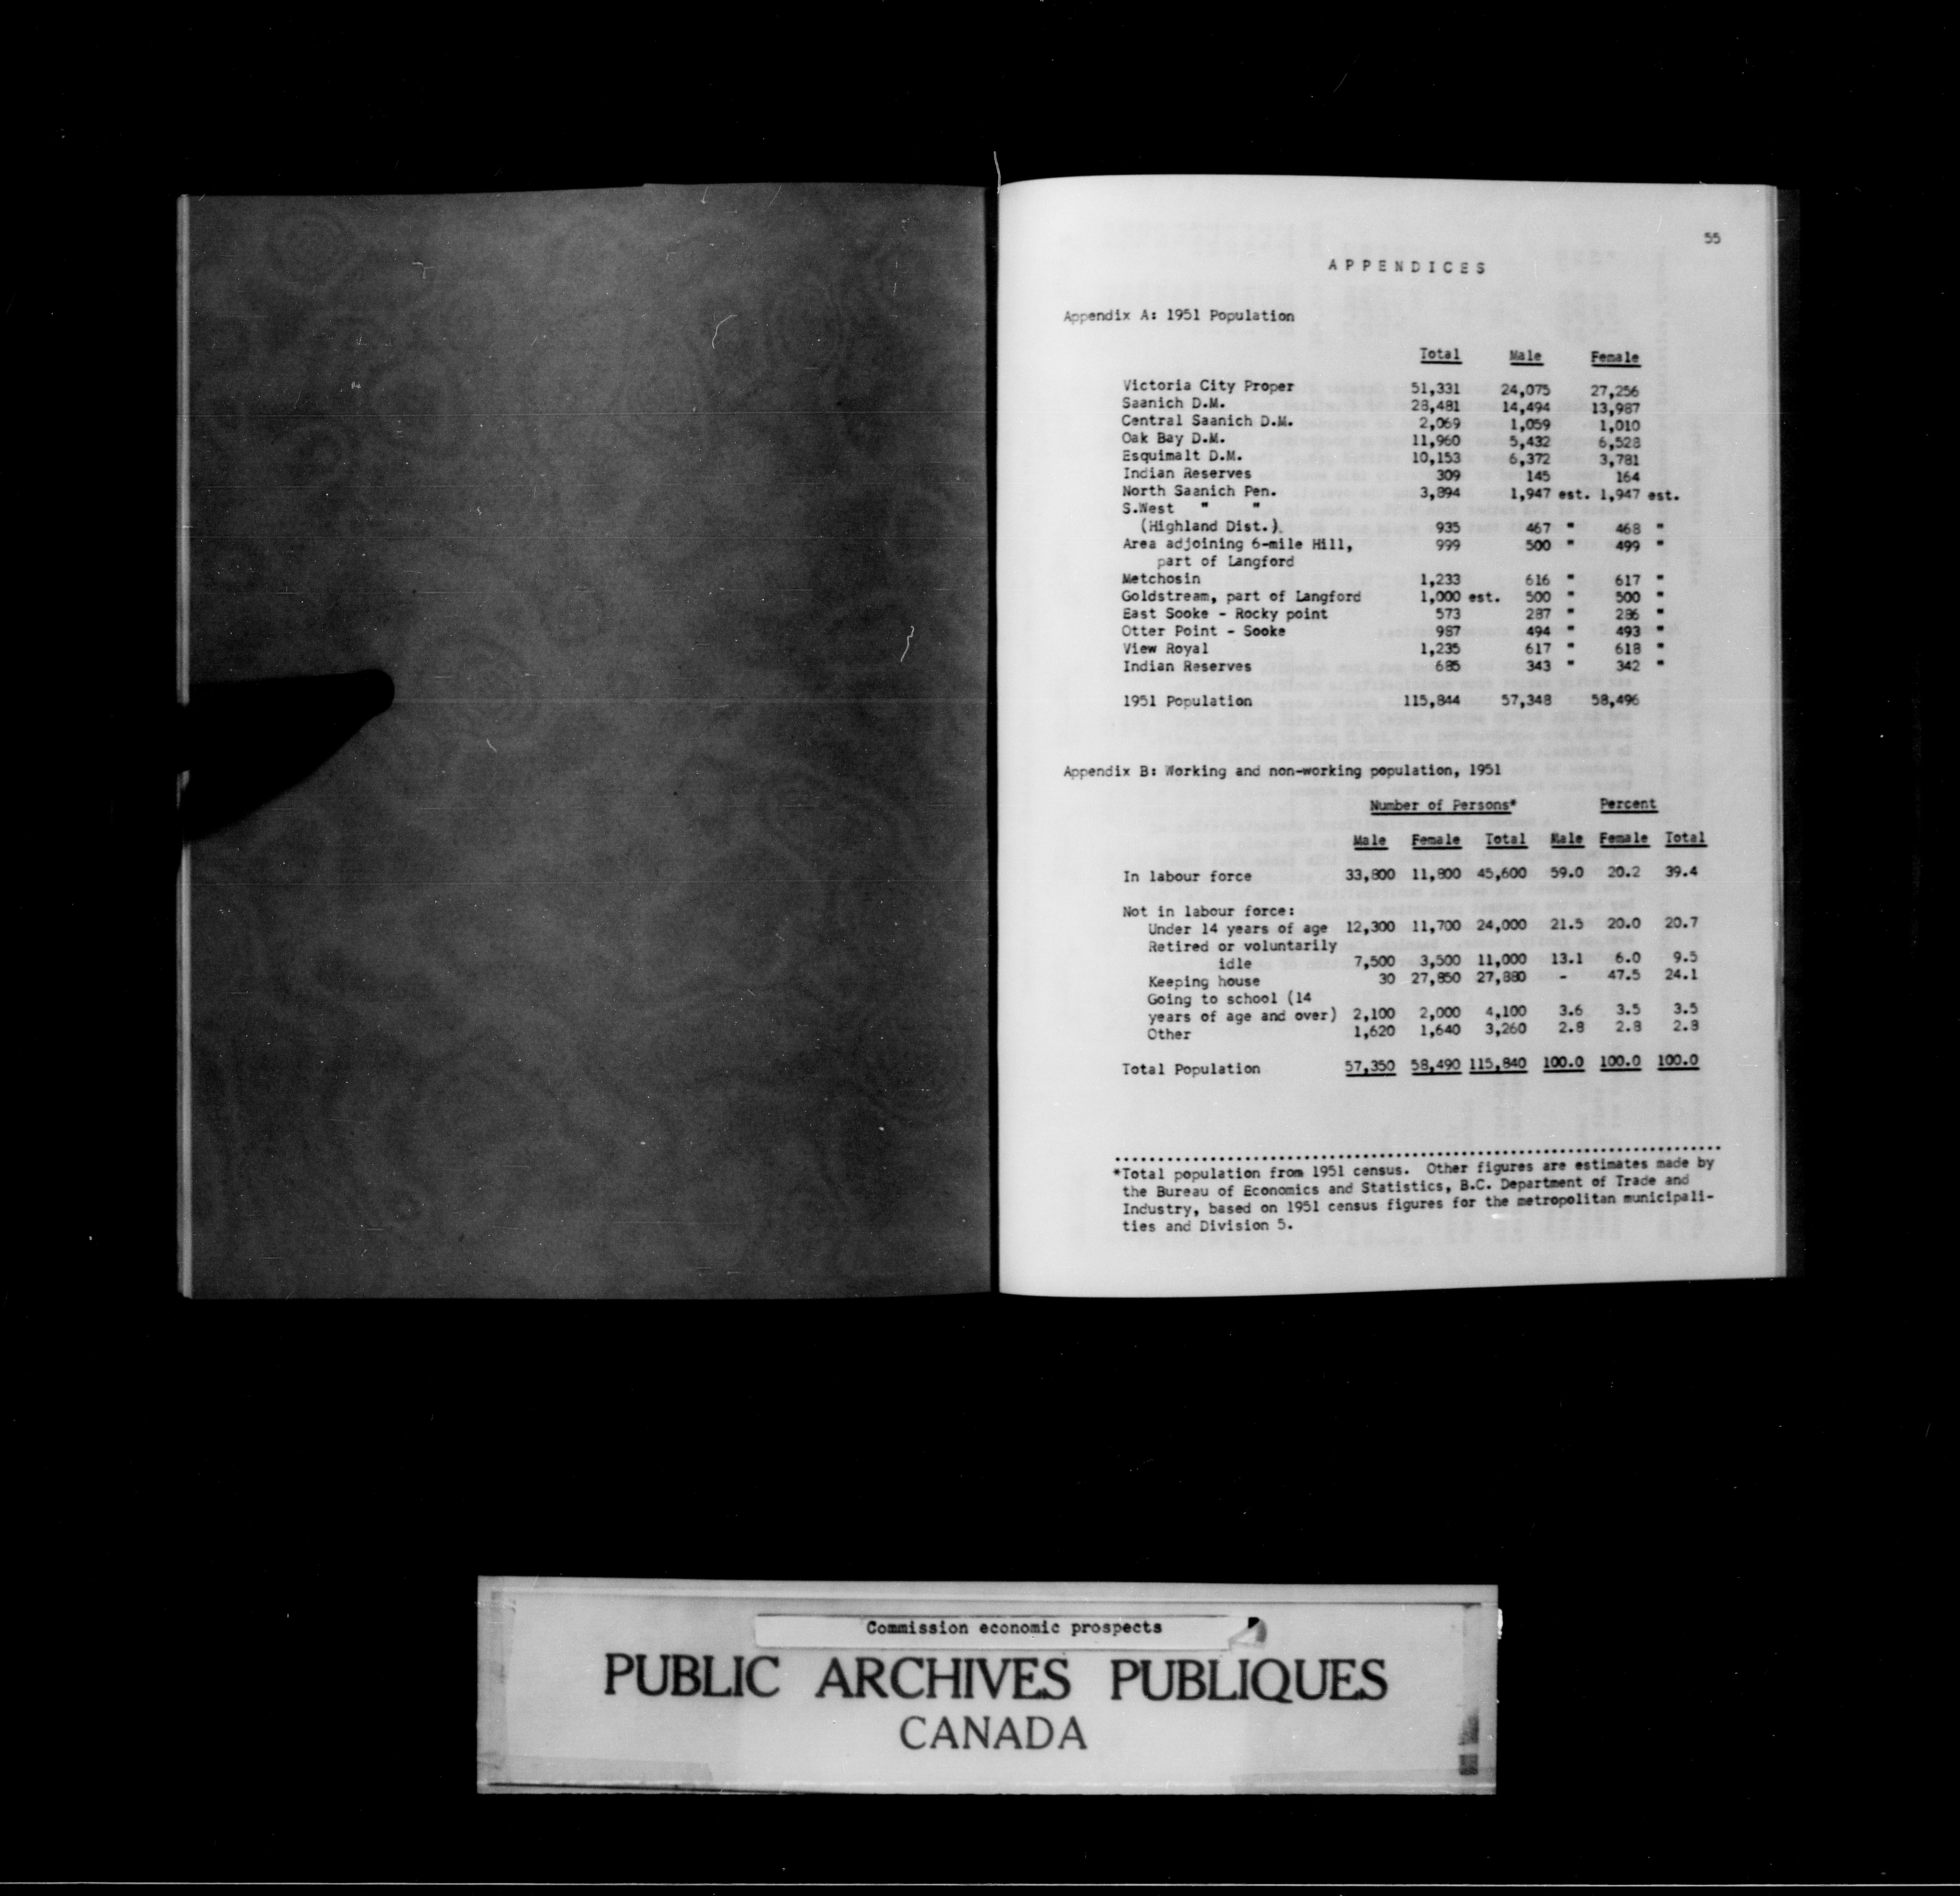 55
APPENDICES
Appendix A: 1951 Population
Total Male Female
Victoria City Proper 51,331 24,075 27,256
Saanich D.M. 28,481 14,494 13,987
Central Saanich D.M. 2,069 1,059 1,010
Oak Bay D.M. 11,960 5,432 6,528
Esquimalt D.M. 10,153 6,372 3,781
Indian Reserves 309 145 164
North Saanich Pen. 3,894 1,947 est. 1,947 est.
S.West " "
(Highland Dist.) 935 467 " 468 "
Area adjoining 6-mile Hill, 999 500 " 499 "
part of Langford
Metchosin 1,233 616 " 617 "
Goldstream, part of Langford 1,000 est. 500 " 500 "
East Sooke - Rocky point 573 287 " 286 "
Otter Point - Sooke 987 494 " 493 "
View Royal 1,235 617 " 618 "
Indian Reserves 685 343 " 342 "
1951 Population 115,844 57,348 58,496
Appendix B: Working and non-working population, 1951
Number of Persons* Percent
Male Female Total Male Female Total
In labour force 33,800 11,800 45,600 59.0 20.2 39.4
Not in labour force:
Under 14 years of age 12,300 11,700 24,000 21.5 20.0 20.7
Retired or voluntarily
idle 7,500 3,500 11,000 13.1 6.0 9.5
Keeping house 30 27,850 27,880 - 47.5 24.1
Going to school (14
years of age and over) 2,100 2,000 4,100 3.6 3.5 3.5
Other 1,620 1,640 3,260 2.8 2.8 2.8
Total Population 57,350 58,490 115,840 100.0 100.0 100.0
*Total population from 1951 census. Other figures are estimates made by
the Bureau of Economics and Statistics, B.C. Department of Trade and
Industry, based on 1951 census figures for the metropolitan municipali-
ties and Division 5.
Commission economic prospects
PUBLIC ARCHIVES PUBLIQUES
CANADA